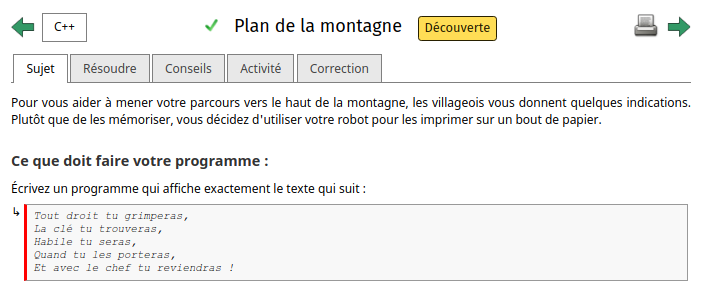 C++
Plan de la montagne
Découverte
Sujet
Résoudre
Conseils
Activité
Correction
Pour vous aider à mener votre parcours vers le haut de la montagne, les villageois vous donnent quelques indications.
Plutôt que de les mémoriser, vous décidez d'utiliser votre robot pour les imprimer sur un bout de papier.
Ce que doit faire votre programme :
Écrivez un programme qui affiche exactement le texte qui suit :
Tout droit tu grimperas,
La clé tu trouveras,
Habile tu seras,
Quand tu les porteras,
Et avec le chef tu reviendras !